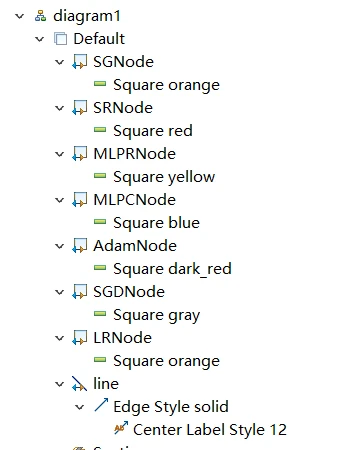 diagram1
Default
SGNode
Square orange
SRNode
Square red
MLPRNode
Square yellow
MLPCNode
Square blue
AdamNode
Square dark_red
SGDNode
Square gray
LRNode
Square orange
line
Edge Style solid
Center Label Style 12